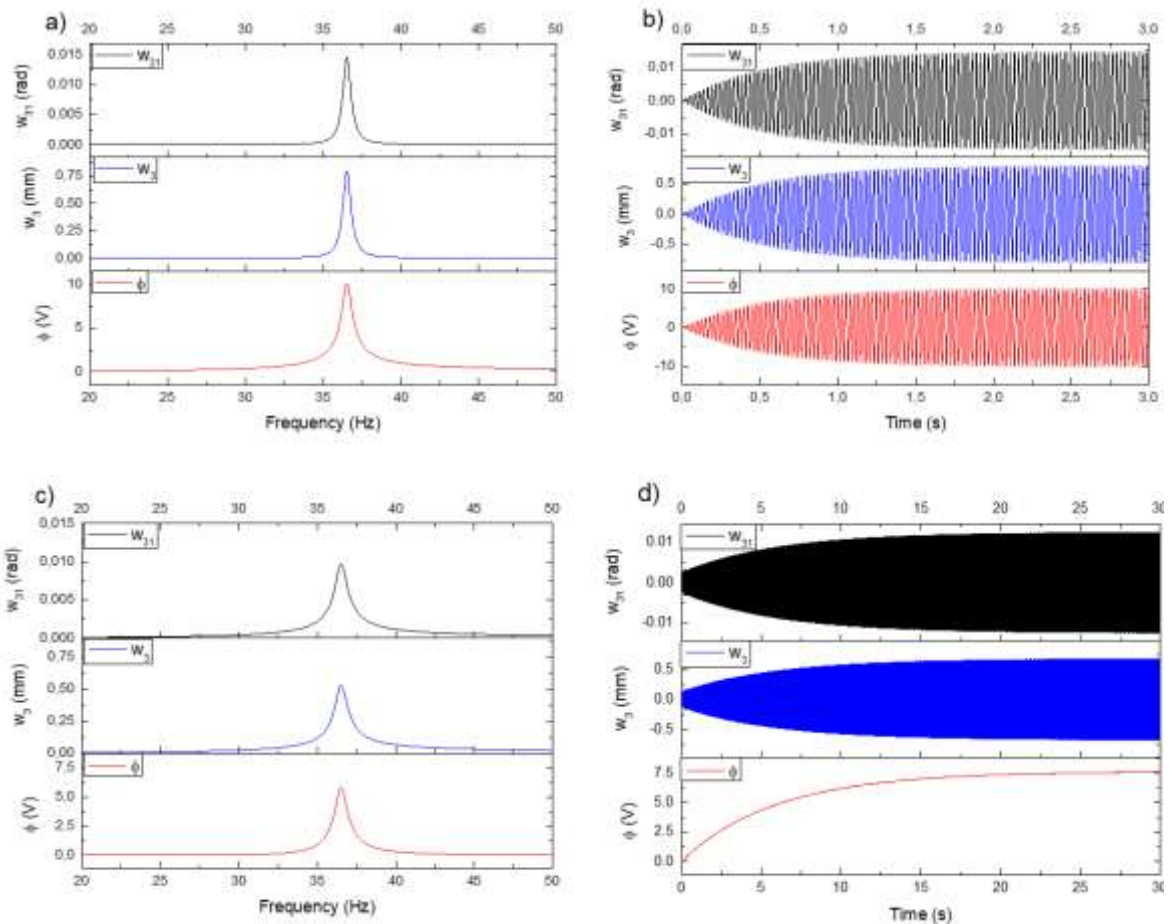 a)
20 25 30 35 40 45 50
W31
0.015
0.010
0.005
0.000
w31 (rad)
W3
0.75
0.50
0.25
0.00
w3 (mm)
ϕ
10
5
0
ϕ (V)
20 25 30 35 40 45 50
Frequency (Hz)
b)
0,0 0,5 1,0 1,5 2,0 2,5 3,0
W31
0,01
0,00
-0,01
w31 (rad)
W3
0,5
0,0
-0,5
w3 (mm)
ϕ
10
0
-10
ϕ (V)
0,0 0,5 1,0 1,5 2,0 2,5 3,0
Time (s)
c)
20 25 30 35 40 45 50
W31
0,015
0,010
0,005
0,000
w31 (rad)
W3
0,75
0,50
0,25
0,00
w3 (mm)
ϕ
7.5
5.0
2.5
0.0
ϕ (V)
20 25 30 35 40 45 50
Frequency (Hz)
d)
0 5 10 15 20 25 30
W31
0.01
0.00
-0.01
w31 (rad)
W3
0.5
0.0
-0.5
w3 (mm)
ϕ
7.5
5.0
2.5
0.0
ϕ (V)
0 5 10 15 20 25 30
Time (s)